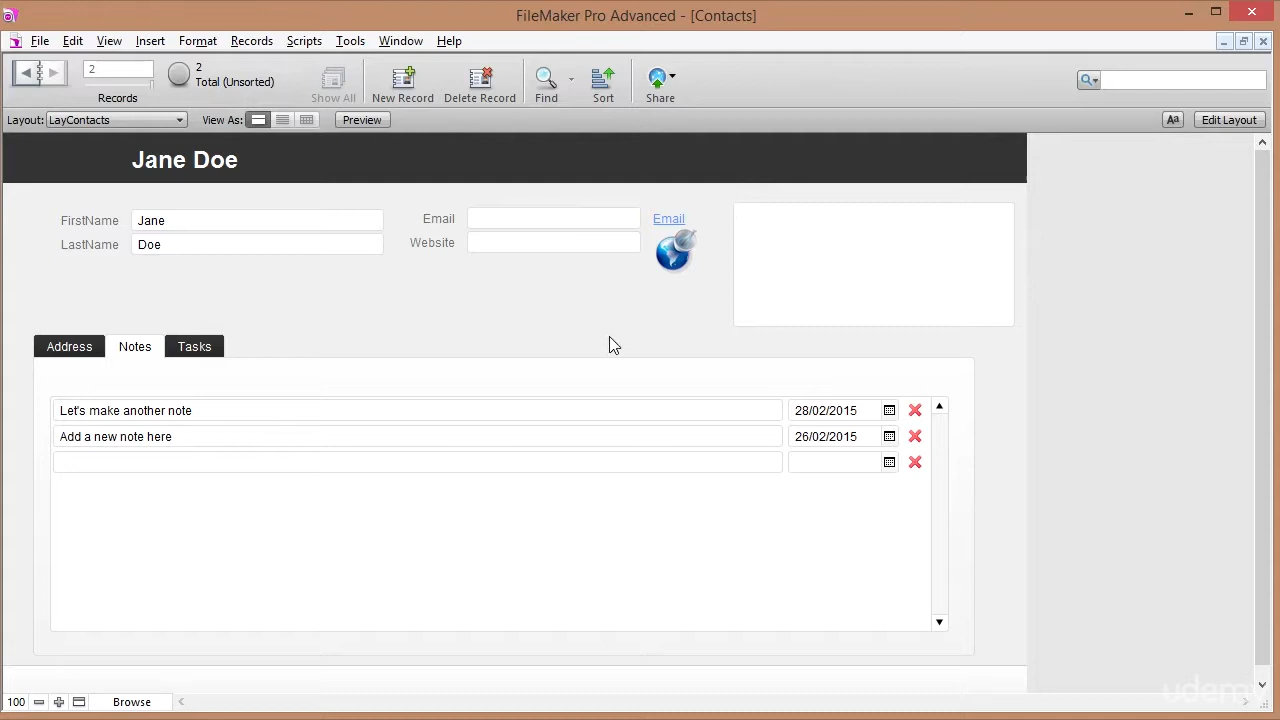 FileMaker Pro Advanced - [Contacts]
File Edit View Insert Format Records Scripts Tools Window Help
2
2
Total (Unsorted)
Records
Show All
New Record
Delete Record
Find
Sort
Share
Layout: LayContacts View As: Preview Aa Edit Layout
Jane Doe
FirstName Jane
LastName Doe
Email
Website
Email
Address Notes Tasks
Let's make another note 28/02/2015
Add a new note here 26/02/2015
100 Browse
udemy